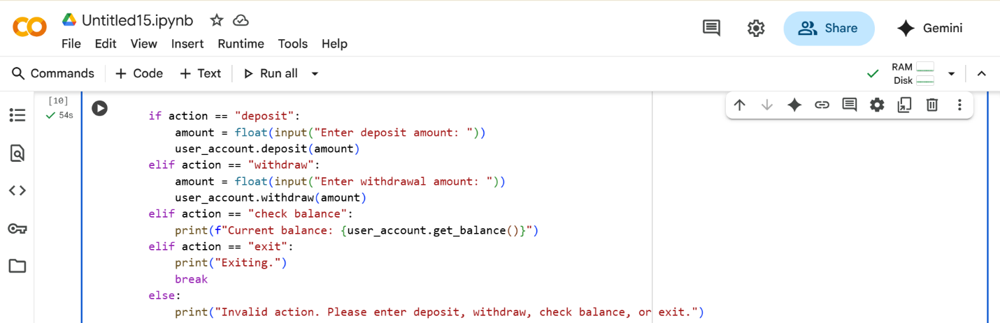 Untitled15.ipynb
File Edit View Insert Runtime Tools Help
Share
Gemini
Commands + Code + Text Run all
RAM
Disk
[10]
54s
if action == "deposit":
    amount = float(input("Enter deposit amount: "))
    user_account.deposit(amount)
elif action == "withdraw":
    amount = float(input("Enter withdrawal amount: "))
    user_account.withdraw(amount)
elif action == "check balance":
    print(f"Current balance: {user_account.get_balance()}")
elif action == "exit":
    print("Exiting.")
    break
else:
    print("Invalid action. Please enter deposit, withdraw, check balance, or exit.")